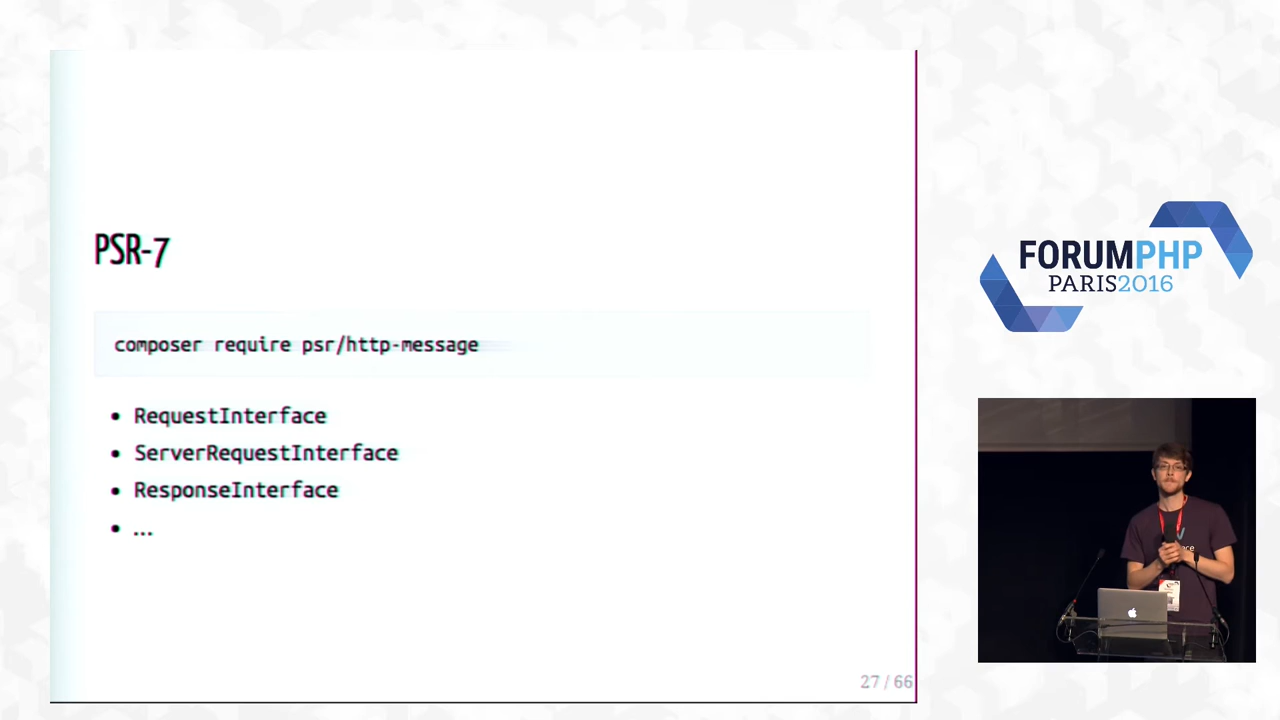 PSR-7
composer require psr/http-message
• RequestInterface
• ServerRequestInterface
• ResponseInterface
• ...
27 / 66
FORUMPHP
PARIS2016